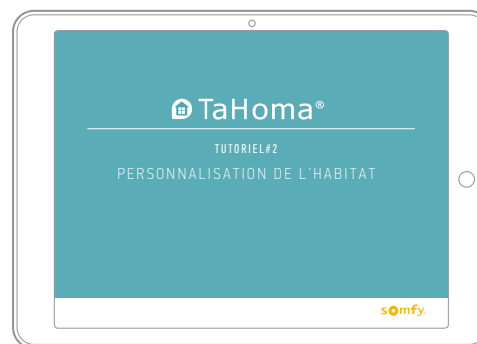 TaHoma®
TUTORIEL#2
PERSONNALISATION DE L'HABITAT
somfy.